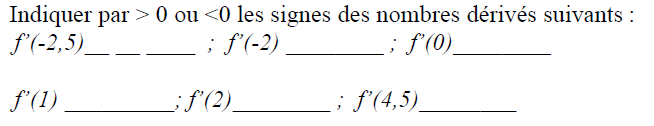 Indiquer par > 0 ou <0 les signes des nombres dérivés suivants :
f'(-2,5)__ __ ____ ; f'(-2) ________ ; f'(0)________
f'(1) _________; f'(2)________ ; f'(4,5)________